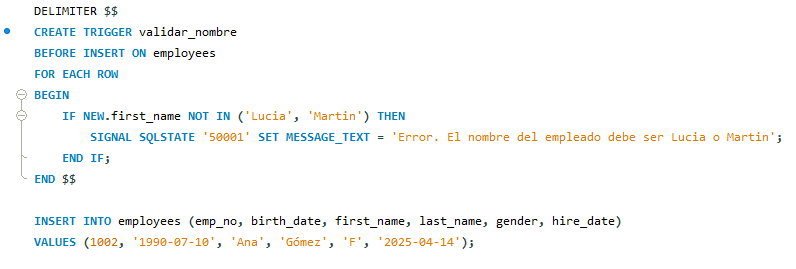 DELIMITER $$
CREATE TRIGGER validar_nombre
BEFORE INSERT ON employees
FOR EACH ROW
BEGIN
IF NEW.first_name NOT IN ('Lucia', 'Martin') THEN
SIGNAL SQLSTATE '50001' SET MESSAGE_TEXT = 'Error. El nombre del empleado debe ser Lucia o Martin';
END IF;
END $$
INSERT INTO employees (emp_no, birth_date, first_name, last_name, gender, hire_date)
VALUES (1002, '1990-07-10', 'Ana', 'Gómez', 'F', '2025-04-14');